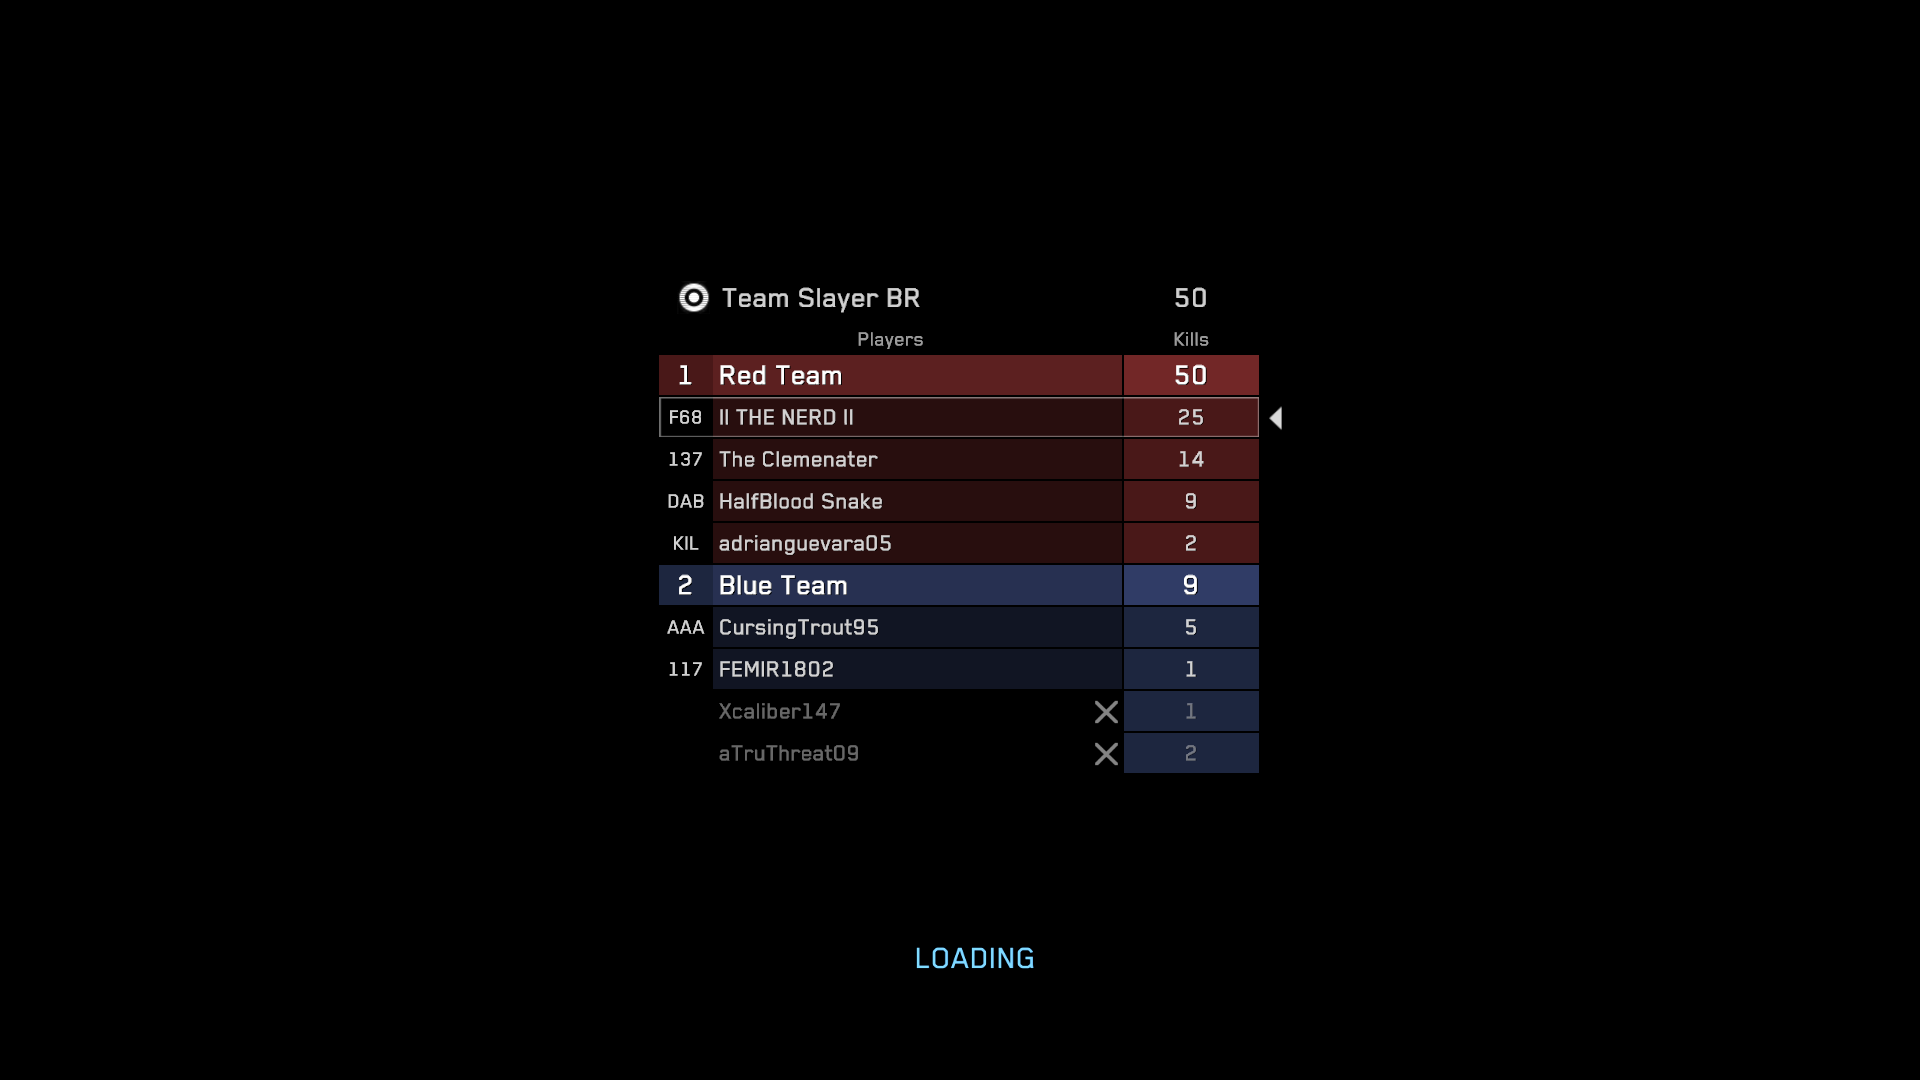 Team Slayer BR 50
Players Kills
1 Red Team 50
F68 II THE NERD II 25
137 The Clemenater 14
DAB HalfBlood Snake 9
KIL adrianguevara05 2
2 Blue Team 9
AAA CursingTrout95 5
117 FEMIR1802 1
Xcaliber147 1
aTruThreat09 2
LOADING